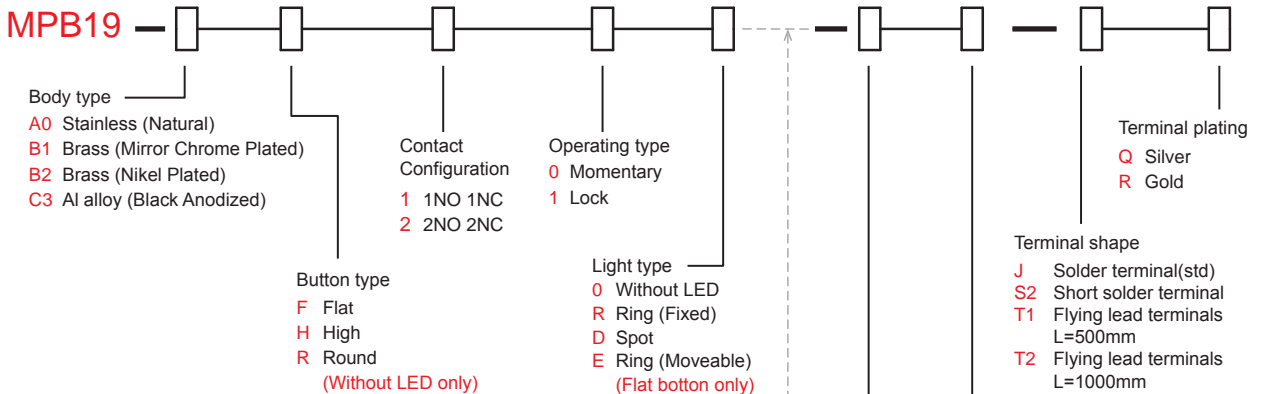 MPB19
Body type
A0 Stainless (Natural)
B1 Brass (Mirror Chrome Plated)
B2 Brass (Nikel Plated)
C3 Al alloy (Black Anodized)
Button type
F Flat
H High
R Round
(Without LED only)
Contact
Configuration
1 1NO 1NC
2 2NO 2NC
Operating type
0 Momentary
1 Lock
Light type
0 Without LED
R Ring (Fixed)
D Spot
E Ring (Moveable)
(Flat botton only)
Terminal shape
J Solder terminal(std)
S2 Short solder terminal
T1 Flying lead terminals
L=500mm
T2 Flying lead terminals
L=1000mm
Terminal plating
Q Silver
R Gold